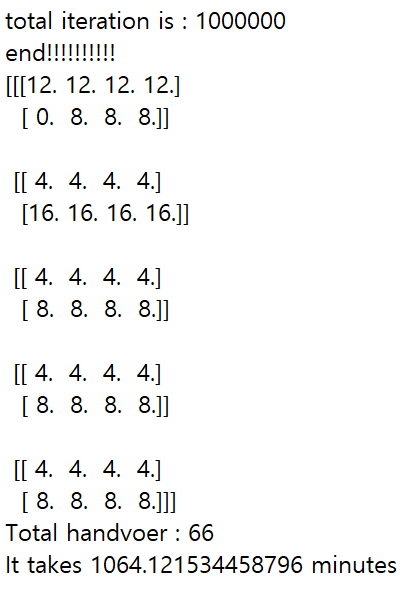 total iteration is : 1000000
end!!!!!!!!!!
[[[12. 12. 12. 12.]
[ 0. 8. 8. 8.]]
[[ 4. 4. 4. 4.]
[16. 16. 16. 16.]]
[[ 4. 4. 4. 4.]
[ 8. 8. 8. 8.]]
[[ 4. 4. 4. 4.]
[ 8. 8. 8. 8.]]
[[ 4. 4. 4. 4.]
[ 8. 8. 8. 8.]]]
Total handvoer : 66
It takes 1064.121534458796 minutes